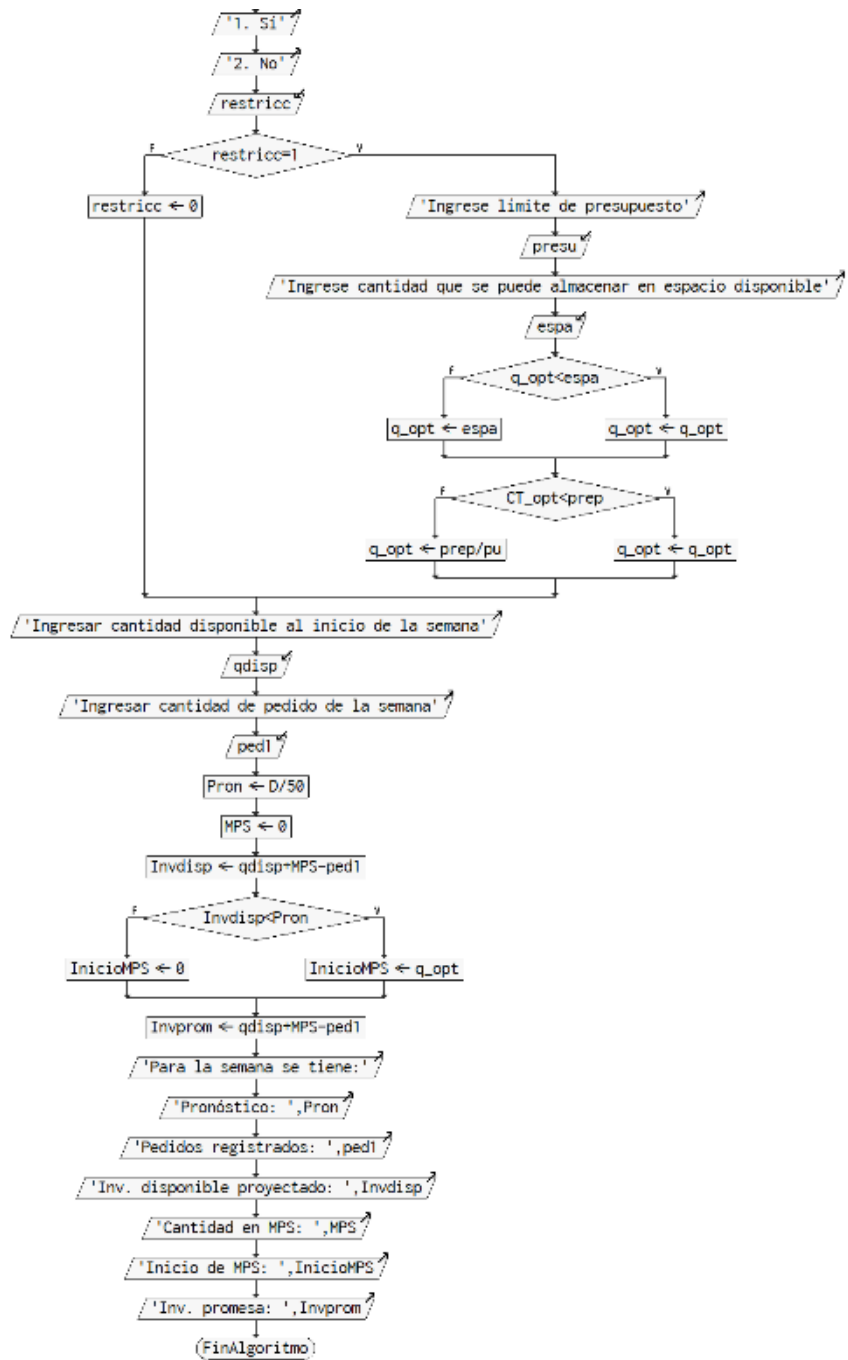 '1. Sí'
'2. No'
restricc
restricc=1
F
V
restricc ← 0
'Ingrese limite de presupuesto'
presu
'Ingrese cantidad que se puede almacenar en espacio disponible'
espa
q_opt<espa
F
V
q_opt ← espa
q_opt ← q_opt
CT_opt<prep
F
V
q_opt ← prep/pu
q_opt ← q_opt
'Ingresar cantidad disponible al inicio de la semana'
qdisp
'Ingresar cantidad de pedido de la semana'
ped1
Pron ← D/50
MPS ← 0
Invdisp ← qdisp+MPS-ped1
Invdisp<Pron
F
V
InicioMPS ← 0
InicioMPS ← q_opt
Invprom ← qdisp+MPS-ped1
'Para la semana se tiene:'
'Pronóstico: ',Pron
'Pedidos registrados: ',ped1
'Inv. disponible proyectado: ',Invdisp
'Cantidad en MPS: ',MPS
'Inicio de MPS: ',InicioMPS
'Inv. promesa: ',Invprom
FinAlgoritmo